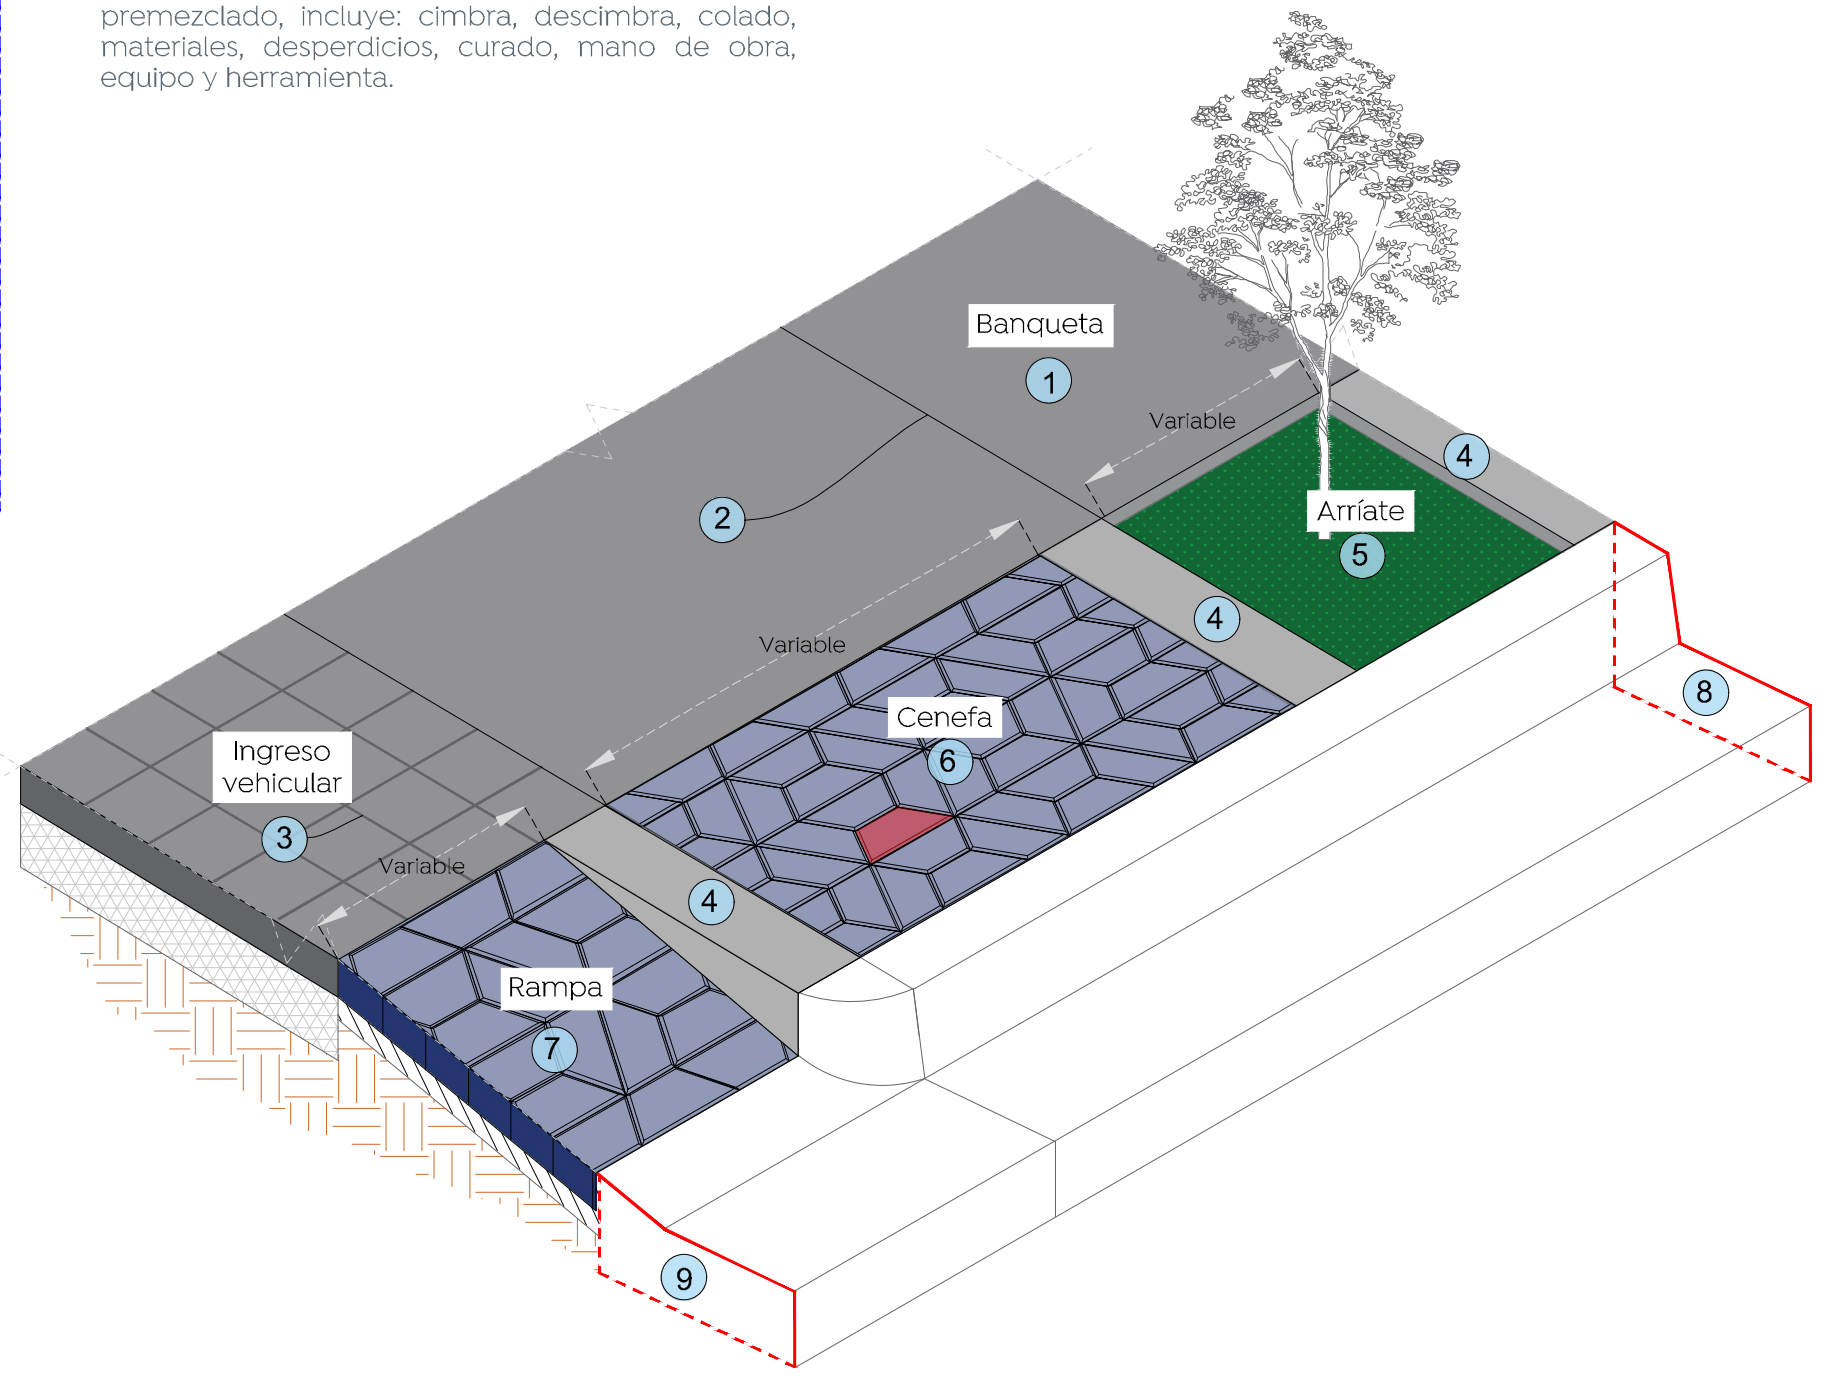 premezclado, incluye: cimbra, descimbra, colado,
materiales, desperdicios, curado, mano de obra,
equipo y herramienta.
Banqueta
1
Variable
4
2
Arríate
5
4
Variable
8
Cenefa
6
Ingreso
vehicular
3
Variable
4
Rampa
7
9